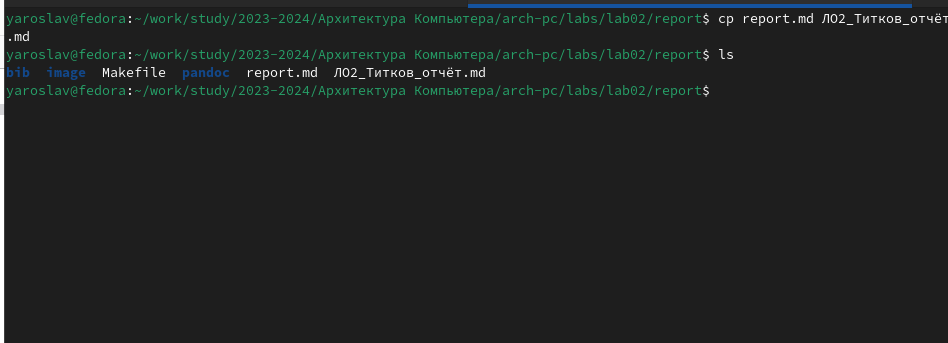 yaroslav@fedora:~/work/study/2023-2024/Архитектура Компьютера/arch-pc/labs/lab02/report$ cp report.md ЛО2_Титков_отчёт
.md
yaroslav@fedora:~/work/study/2023-2024/Архитектура Компьютера/arch-pc/labs/lab02/report$ ls
bib  image  Makefile  pandoc  report.md  ЛО2_Титков_отчёт.md
yaroslav@fedora:~/work/study/2023-2024/Архитектура Компьютера/arch-pc/labs/lab02/report$